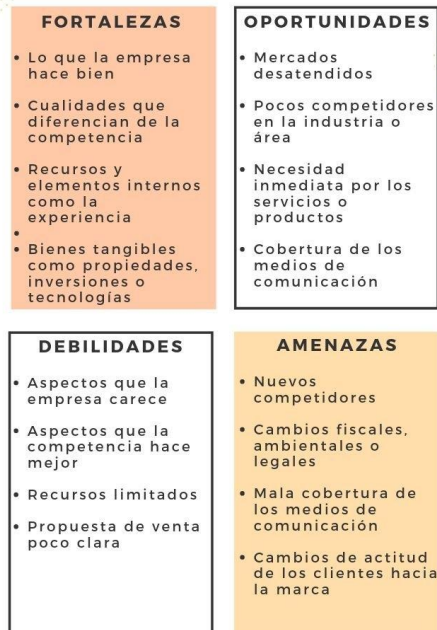 FORTALEZAS
• Lo que la empresa
hace bien
• Cualidades que
diferencian de la
competencia
• Recursos y
elementos internos
como la
experiencia
•
• Bienes tangibles
como propiedades,
inversiones o
tecnologías
OPORTUNIDADES
• Mercados
desatendidos
• Pocos competidores
en la industria o
área
• Necesidad
inmediata por los
servicios o
productos
• Cobertura de los
medios de
comunicación
DEBILIDADES
• Aspectos que la
empresa carece
• Aspectos que la
competencia hace
mejor
• Recursos limitados
• Propuesta de venta
poco clara
AMENAZAS
• Nuevos
competidores
• Cambios fiscales,
ambientales o
legales
• Mala cobertura de
los medios de
comunicación
• Cambios de actitud
de los clientes hacia
la marca